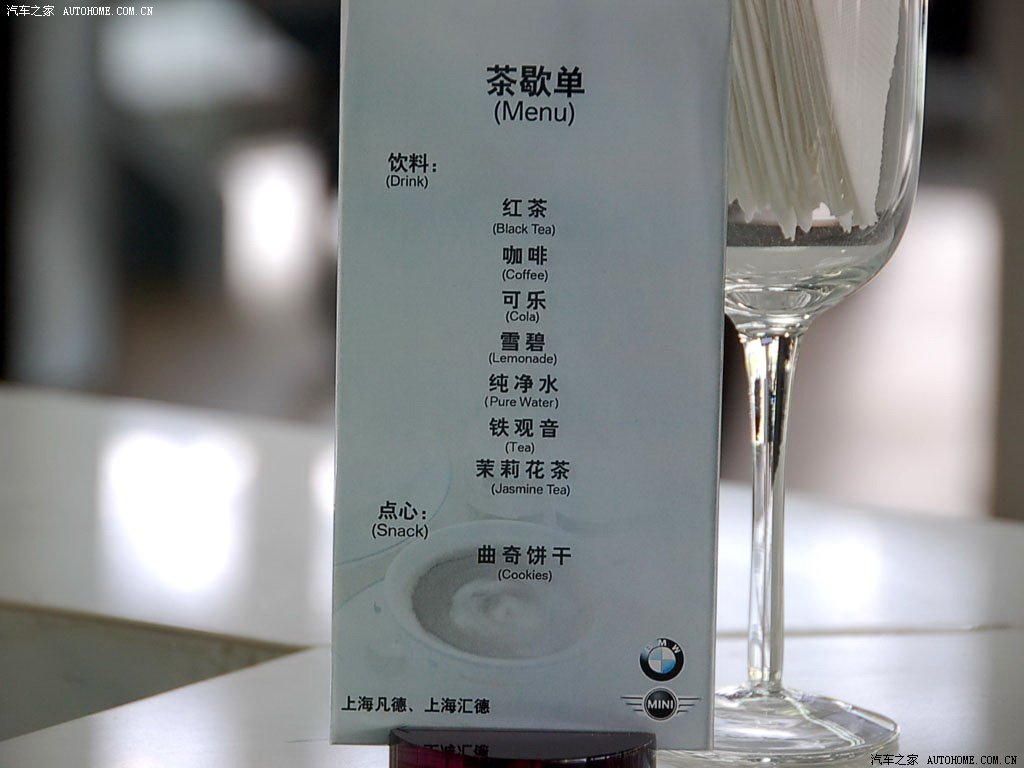 汽车之家 AUTOHOME.COM.CN
茶歇单
(Menu)
饮料：
(Drink)
红茶
(Black Tea)
咖啡
(Coffee)
可乐
(Cola)
雪碧
(Lemonade)
纯净水
(Pure Water)
铁观音
(Tea)
茉莉花茶
(Jasmine Tea)
点心：
(Snack)
曲奇饼干
(Cookies)
BMW
MINI
上海凡德、上海汇德
汽车之家 AUTOHOME.COM.CN